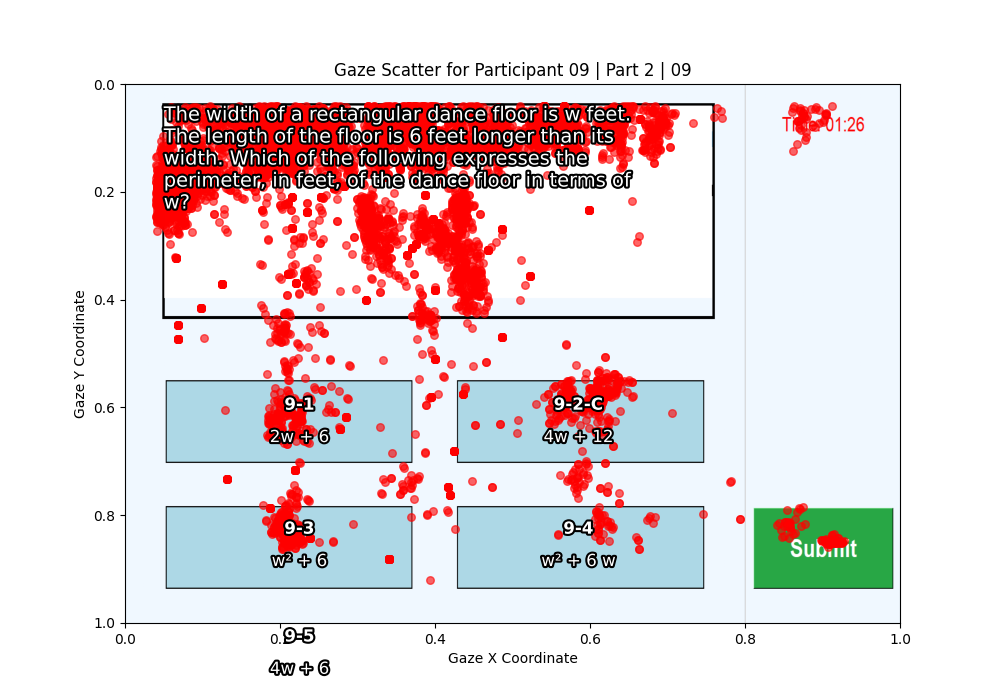 Gaze Scatter for Participant 09 | Part 2 | 09
0.0
The width of a rectangular dance floor is w feet.
The length of the floor is 6 feet longer than its
width. Which of the following expresses the
perimeter, in feet, of the dance floor in terms of
w?
01:26
0.2
0.4
Gaze Y Coordinate
0.6
9-1
2w + 6
9-2-C
4w + 12
0.8
9-3
w² + 6
9-4
w² + 6 w
Submit
1.0
0.0
0.4
0.6
0.8
1.0
9-5
4w + 6
Gaze X Coordinate